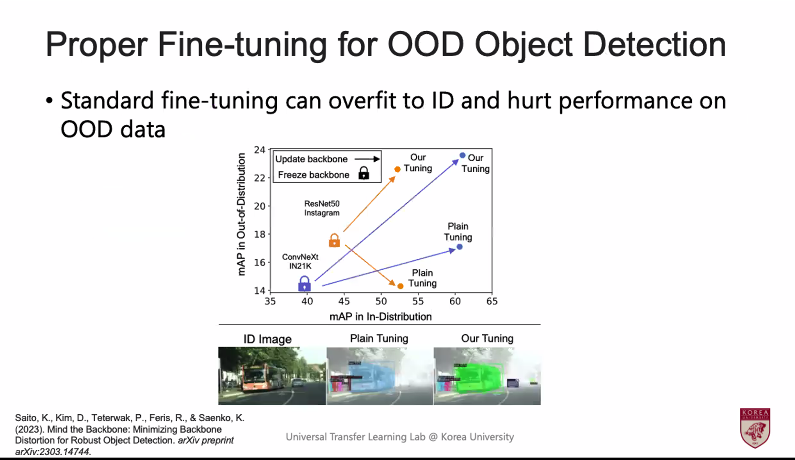 Proper Fine-tuning for OOD Object Detection
• Standard fine-tuning can overfit to ID and hurt performance on
OOD data
mAP in Out-of-Distribution
24
22
20
18
16
14
Update backbone
Freeze backbone
Our
Tuning
Our
Tuning
ResNet50
Instagram
Plain
Tuning
ConvNeXt
IN21K
Plain
Tuning
35 40 45 50 55 60 65
mAP in In-Distribution
ID Image Plain Tuning Our Tuning
Saito, K., Kim, D., Teterwak, P., Feris, R., & Saenko, K.
(2023). Mind the Backbone: Minimizing Backbone
Distortion for Robust Object Detection. arXiv preprint
arXiv:2303.14744.
Universal Transfer Learning Lab @ Korea University
KOREA